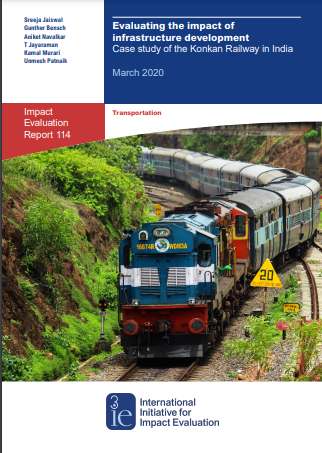 Sreeja Jaiswal
Gunther Bensch
Aniket Navalkar
T Jayaraman
Kamal Murari
Unmesh Patnaik
Evaluating the impact of
infrastructure development
Case study of the Konkan Railway in India
March 2020
Impact
Evaluation
Report 114
Transportation
WDM3A
20
3ie
International
Initiative for
Impact Evaluation